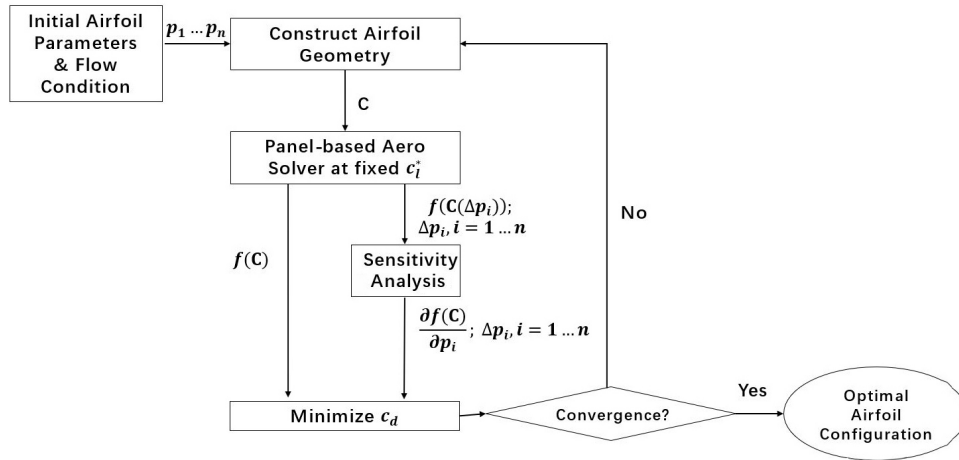 Initial Airfoil
Parameters
& Flow
Condition
p₁ … pₙ
Construct Airfoil
Geometry
C
Panel-based Aero
Solver at fixed c*ₗ
f(C(Δpᵢ));
Δpᵢ, i = 1 … n
No
f(C)
Sensitivity
Analysis
∂f(C)
∂pᵢ
; Δpᵢ, i = 1 … n
Minimize c_d
Convergence?
Yes
Optimal
Airfoil
Configuration